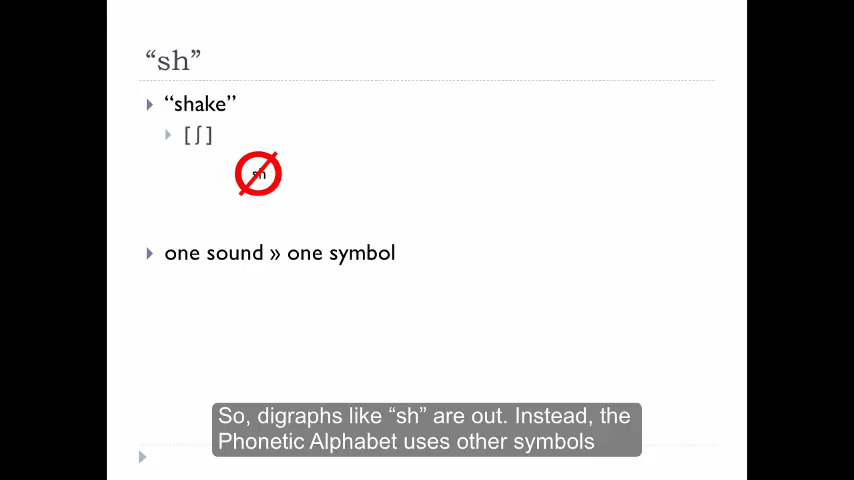 “sh”
“shake”
[ʃ]
sh
one sound » one symbol
So, digraphs like “sh” are out. Instead, the
Phonetic Alphabet uses other symbols